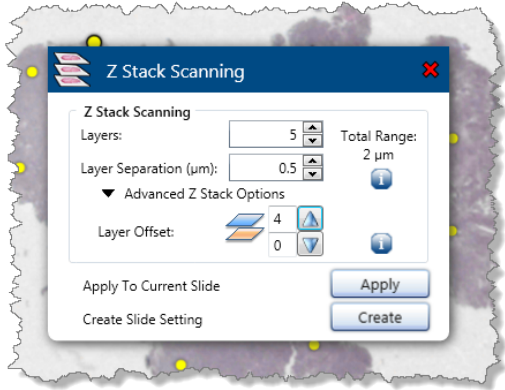 Z Stack Scanning
Z Stack Scanning
Layers: 5 Total Range:
2 µm
Layer Separation (µm): 0.5
Advanced Z Stack Options
Layer Offset: 4
0
Apply To Current Slide Apply
Create Slide Setting Create